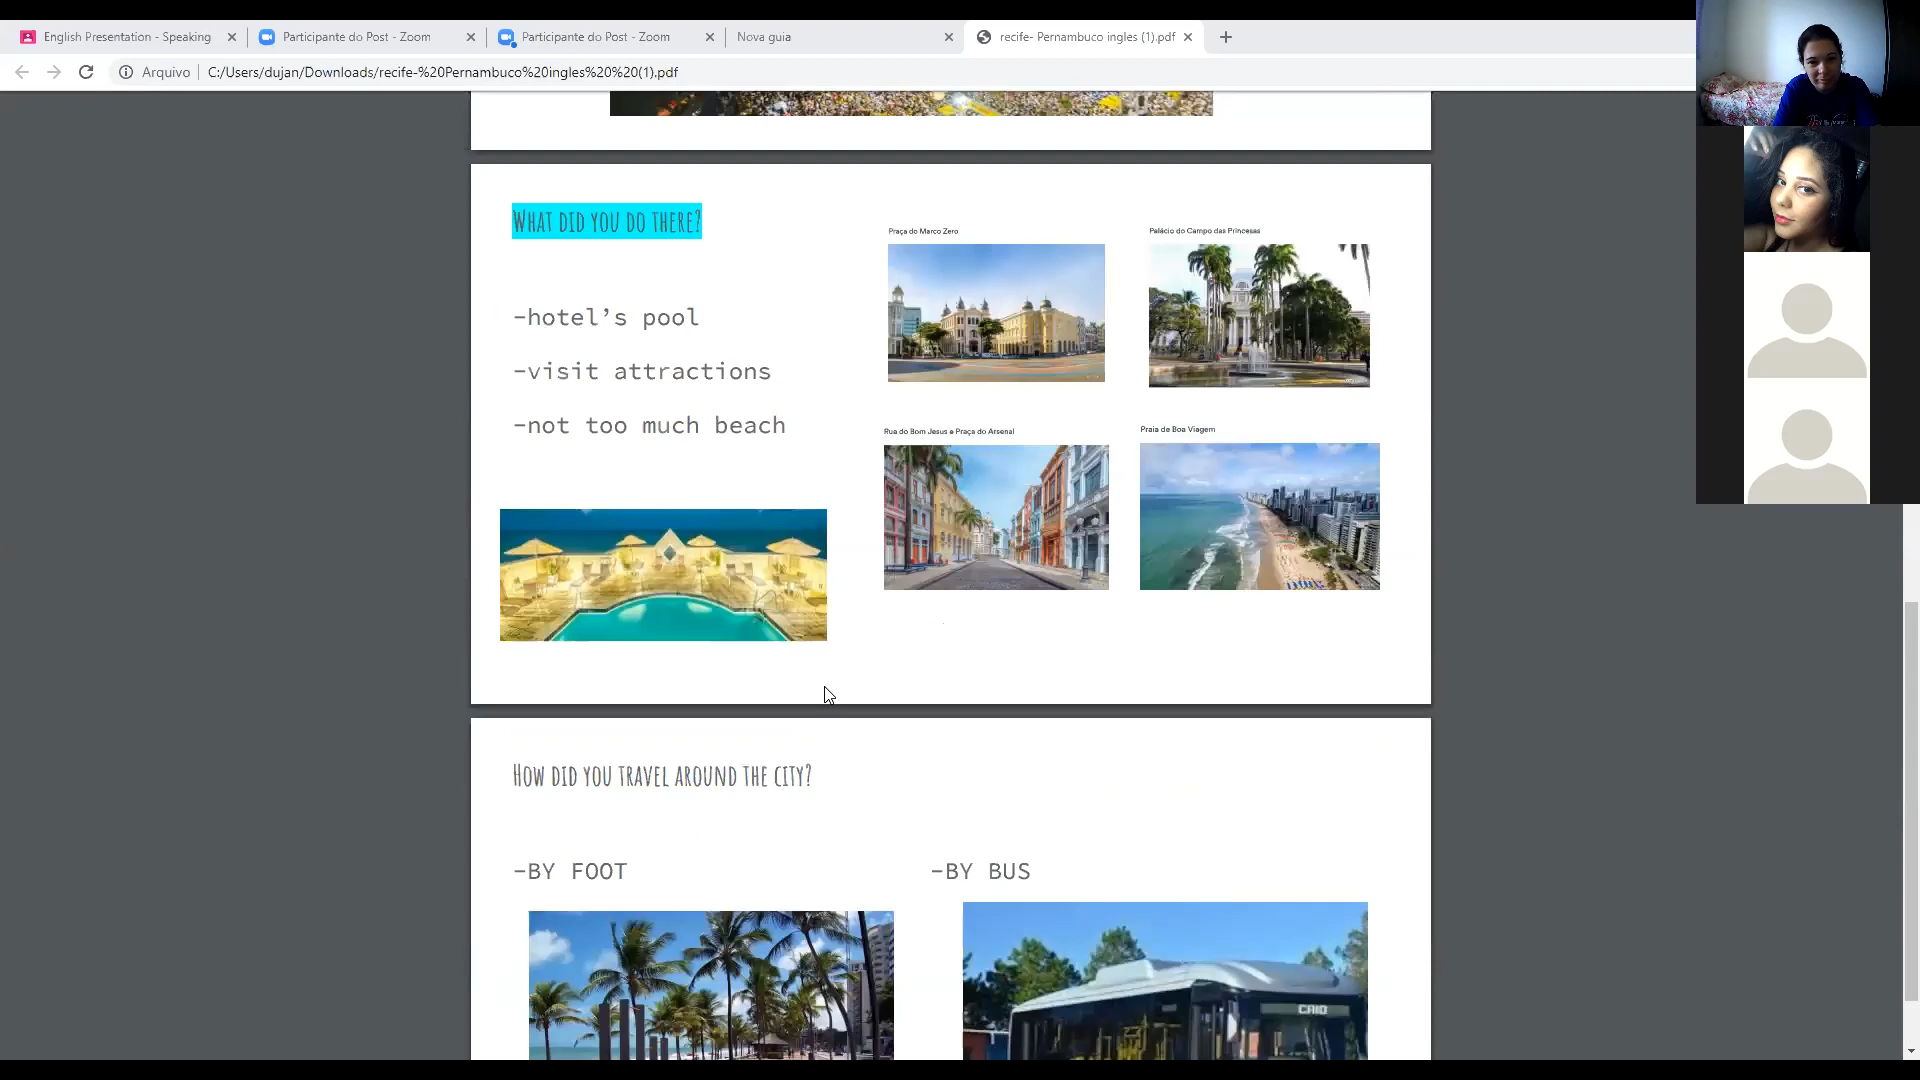 English Presentation - Speaking
Participante do Post - Zoom
Participante do Post - Zoom
Nova guia
recife- Pernambuco ingles (1).pdf
Arquivo
C:/Users/dujan/Downloads/recife-%20Pernambuco%20ingles%20%20(1).pdf
WHAT DID YOU DO THERE?
-hotel’s pool
-visit attractions
-not too much beach
Praça do Marco Zero
Palácio do Campo das Princesas
Rua do Bom Jesus e Praça do Arsenal
Praia de Boa Viagem
HOW DID YOU TRAVEL AROUND THE CITY?
-BY FOOT
-BY BUS
CAIO